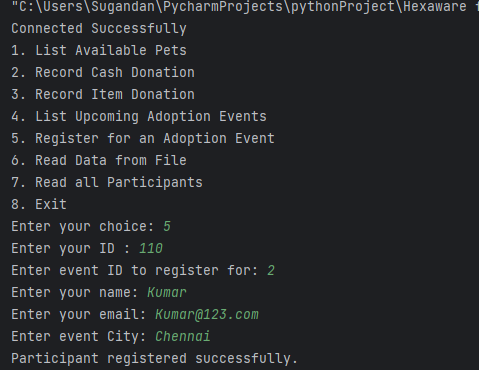 "C:\Users\Sugandan\PycharmProjects\pythonProject\Hexaware
Connected Successfully
1. List Available Pets
2. Record Cash Donation
3. Record Item Donation
4. List Upcoming Adoption Events
5. Register for an Adoption Event
6. Read Data from File
7. Read all Participants
8. Exit
Enter your choice: 5
Enter your ID : 110
Enter event ID to register for: 2
Enter your name: Kumar
Enter your email: Kumar@123.com
Enter event City: Chennai
Participant registered successfully.